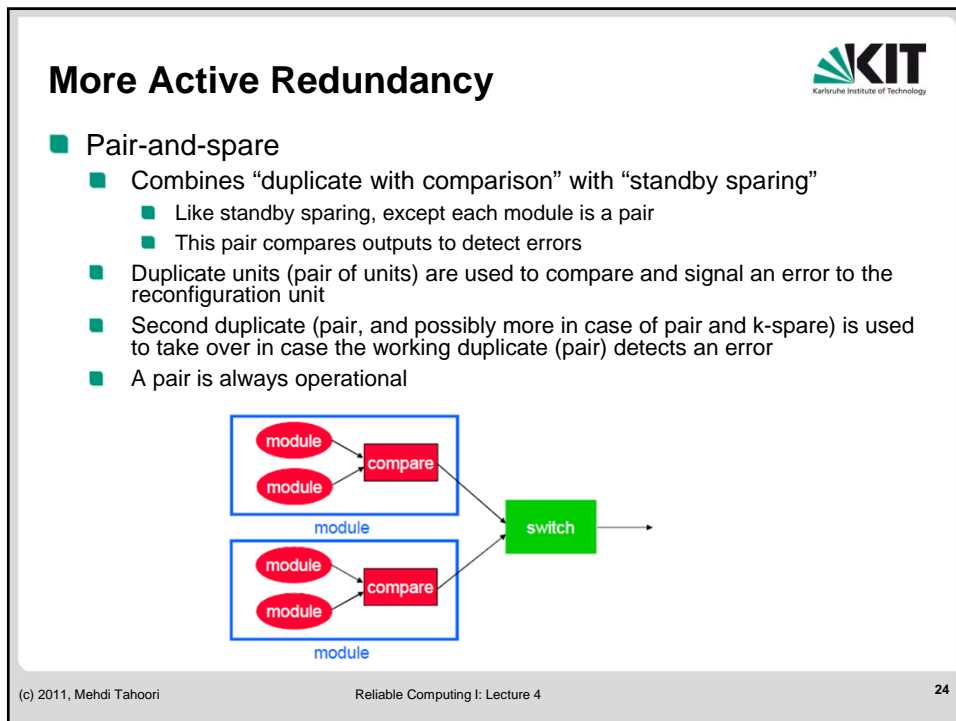 More Active Redundancy
KIT
Karlsruhe Institute of Technology
Pair-and-spare
Combines “duplicate with comparison” with “standby sparing”
Like standby sparing, except each module is a pair
This pair compares outputs to detect errors
Duplicate units (pair of units) are used to compare and signal an error to the
reconfiguration unit
Second duplicate (pair, and possibly more in case of pair and k-spare) is used
to take over in case the working duplicate (pair) detects an error
A pair is always operational
module
compare
module
module
switch
module
compare
module
module
(c) 2011, Mehdi Tahoori
Reliable Computing I: Lecture 4
24